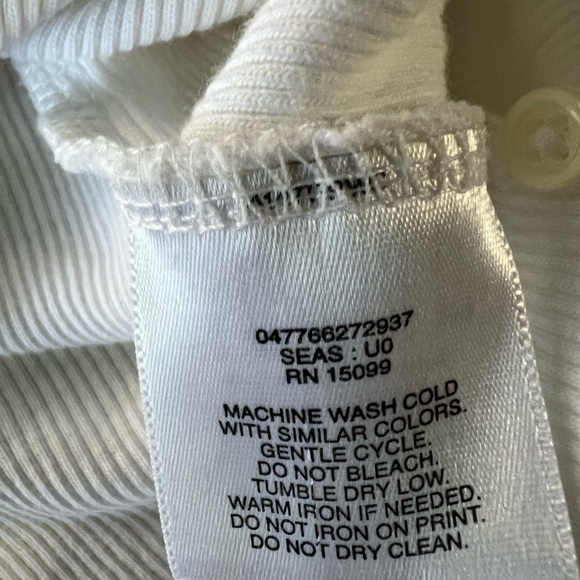 047766272937
SEAS : U0
RN 15099
MACHINE WASH COLD
WITH SIMILAR COLORS.
GENTLE CYCLE.
DO NOT BLEACH.
TUMBLE DRY LOW.
WARM IRON IF NEEDED.
DO NOT IRON ON PRINT.
DO NOT DRY CLEAN.